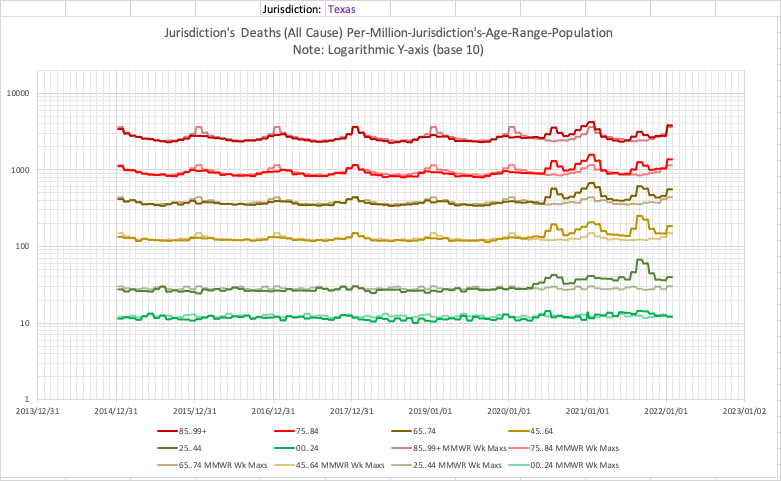 Jurisdiction: Texas
Jurisdiction's Deaths (All Cause) Per-Million-Jurisdiction's-Age-Range-Population
Note: Logarithmic Y-axis (base 10)
10000
1000
100
10
1
2013/12/31 2014/12/31 2015/12/31 2016/12/31 2017/12/31 2019/01/01 2020/01/01 2021/01/01 2022/01/01 2023/01/02
85..99+ 75..84 65..74 45..64
25..44 00..24 85..99+ MMWR Wk Maxs 75..84 MMWR Wk Maxs
65..74 MMWR Wk Maxs 45..64 MMWR Wk Maxs 25..44 MMWR Wk Maxs 00..24 MMWR Wk Maxs